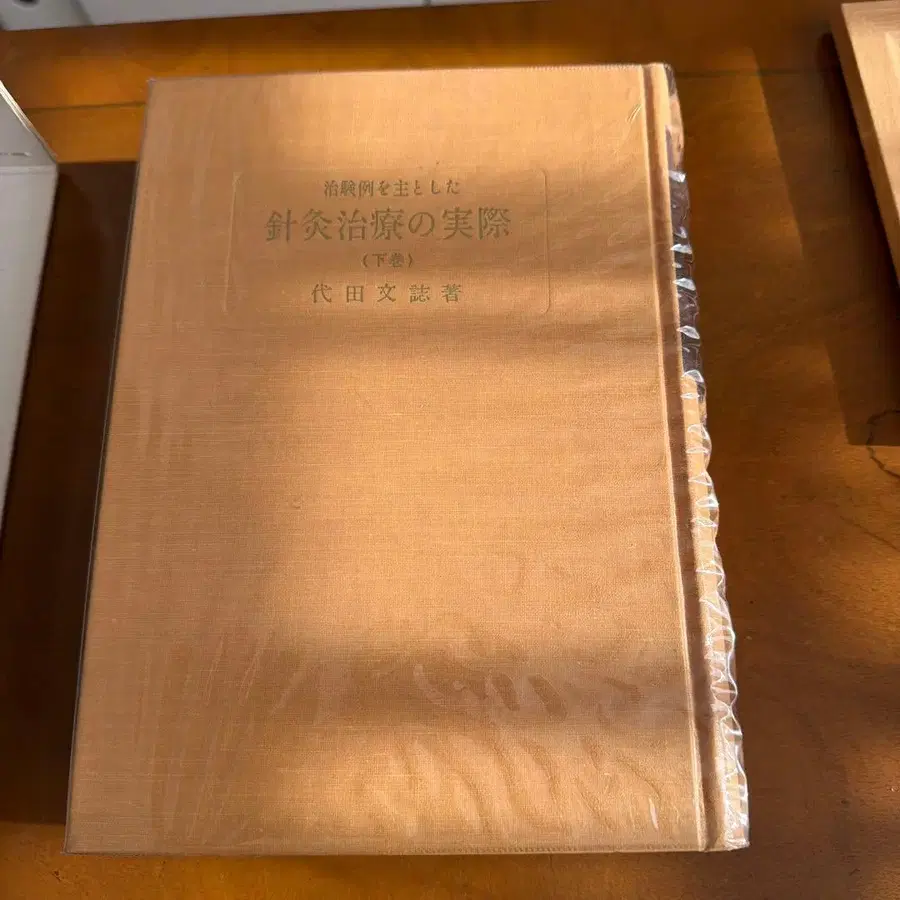 治験例を主とした
針灸治療の実際
(下巻)
代田文誌著